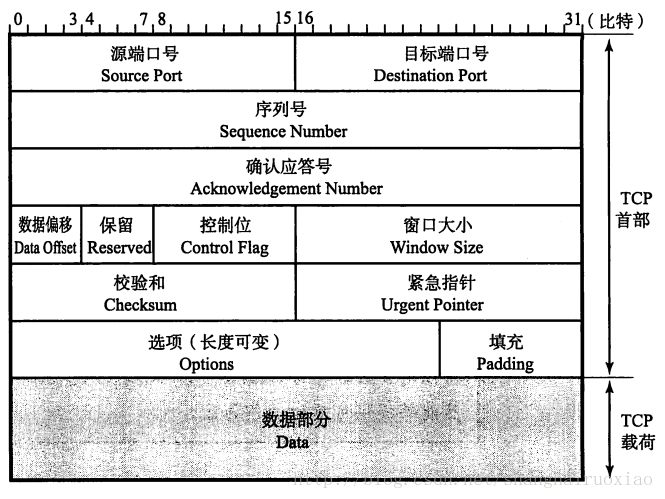 0 3 4 7 8 15 16 31 (比特)
源端口号
Source Port
目标端口号
Destination Port
序列号
Sequence Number
确认应答号
Acknowledgement Number
数据偏移
Data Offset
保留
Reserved
控制位
Control Flag
窗口大小
Window Size
校验和
Checksum
紧急指针
Urgent Pointer
选项（长度可变）
Options
填充
Padding
TCP
首部
数据部分
Data
TCP
载荷
http://blog.csdn.net/shanghairuoxiao